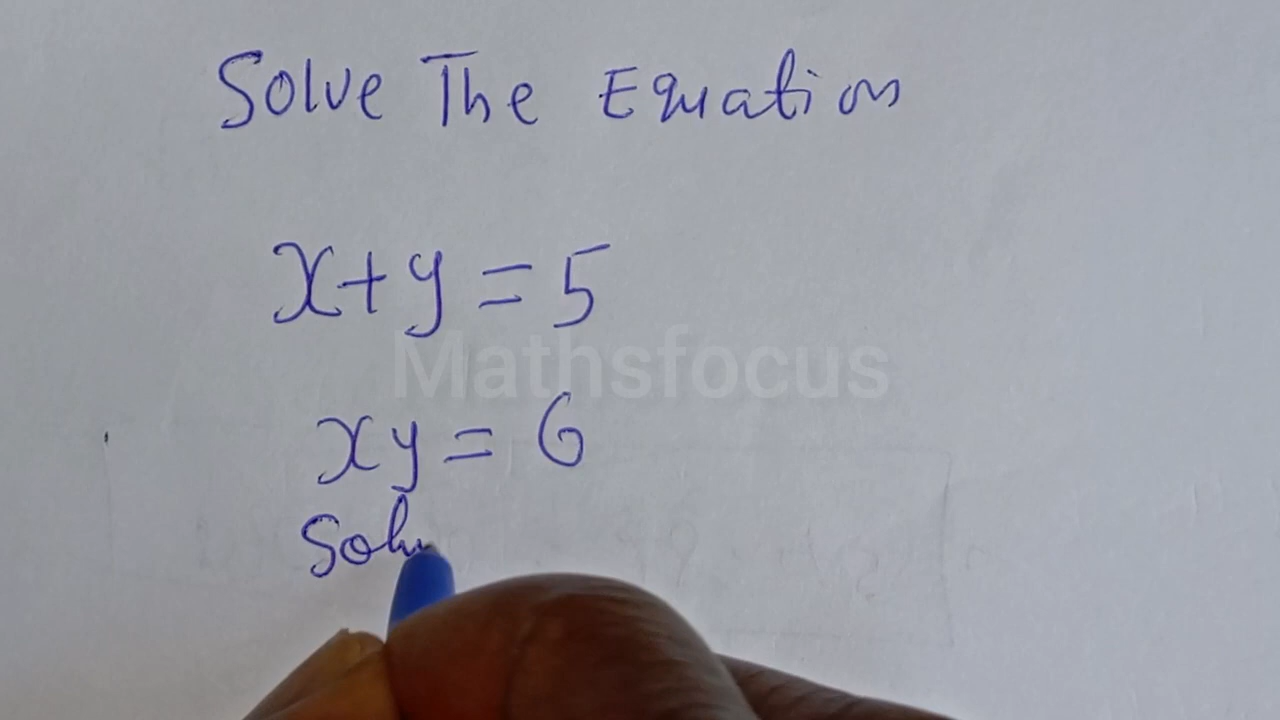 Solve The Equation
x+y=5
Mathsfocus
xy=6